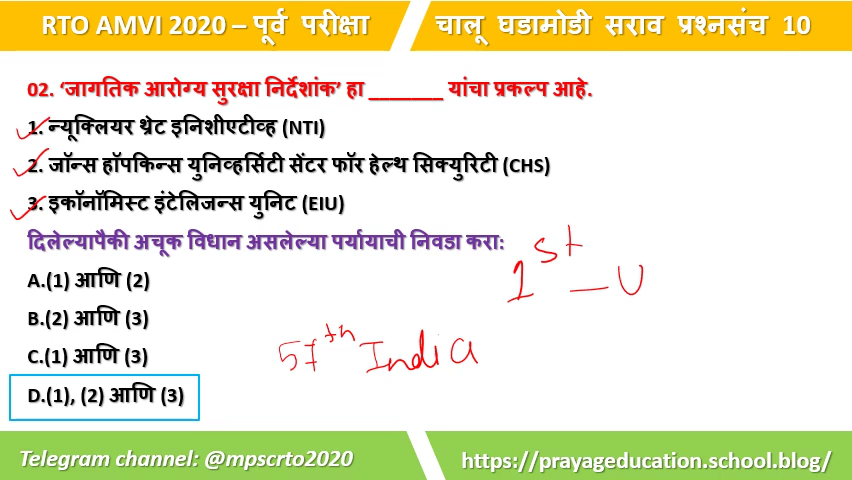 RTO AMVI 2020 – पूर्व परीक्षा
चालू घडामोडी सराव प्रश्नसंच 10
02. ‘जागतिक आरोग्य सुरक्षा निर्देशांक’ हा _______ यांचा प्रकल्प आहे.
1. न्यूक्लियर थ्रेट इनिशीएटीव्ह (NTI)
2. जॉन्स हॉपकिन्स युनिव्हर्सिटी सेंटर फॉर हेल्थ सिक्युरिटी (CHS)
3. इकॉनॉमिस्ट इंटेलिजन्स युनिट (EIU)
दिलेल्यापैकी अचूक विधान असलेल्या पर्यायाची निवडा करा:
A.(1) आणि (2)
1st – U
B.(2) आणि (3)
57th India
C.(1) आणि (3)
D.(1), (2) आणि (3)
Telegram channel: @mpscrto2020
https://prayageducation.school.blog/